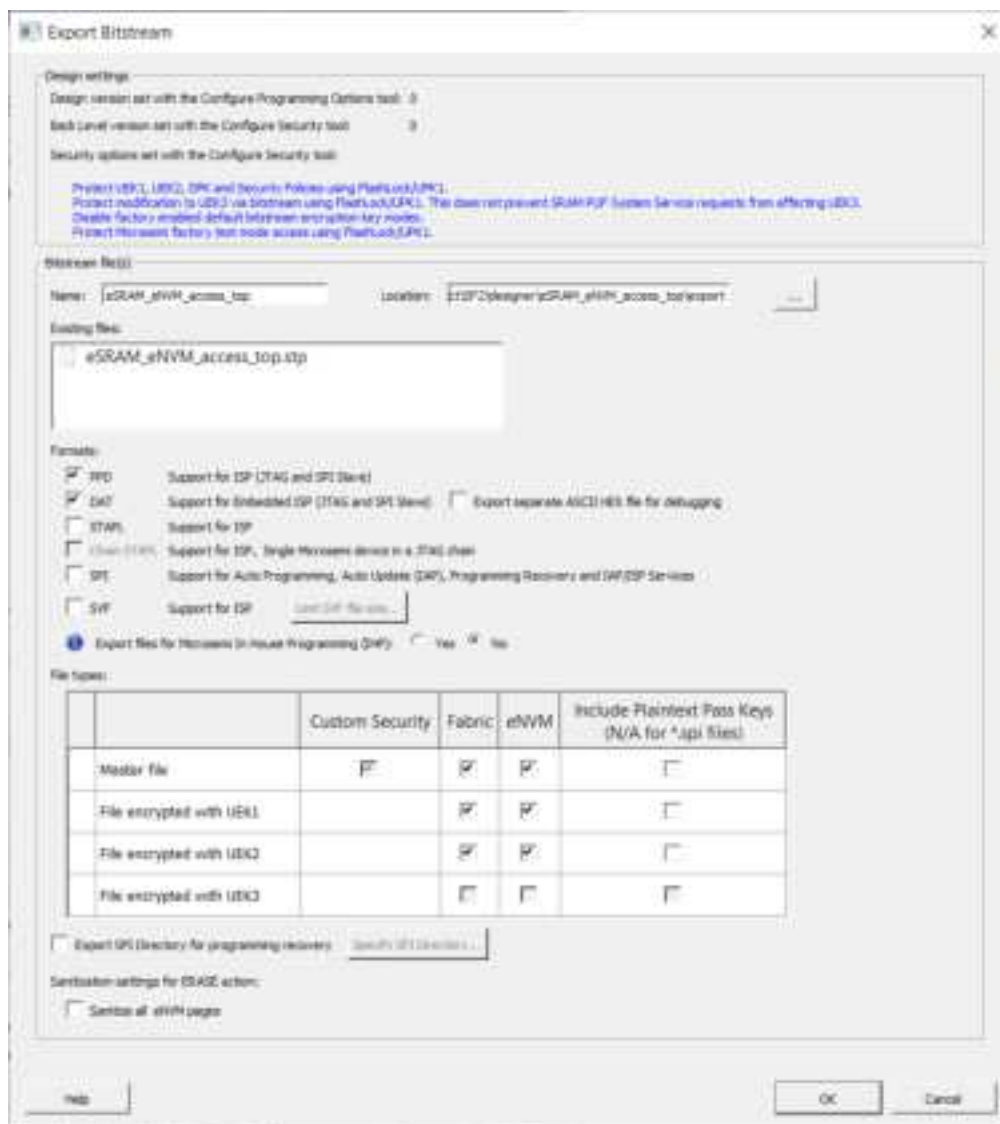 Export Bitstream
Design settings
Design version set with the Configure Programming Options tool: 0
Back Level version set with the Configure Security tool: 0
Security options set with the Configure Security tool:
Protect UEK1, UEK2, DPK and Security Policies using FlashLock/UPK1.
Protect modification to UEK3 via bitstream using FlashLock/UPK1. This does not prevent SRAM PUF System Service requests from affecting UEK3.
Disable factory enabled default bitstream encryption key modes.
Protect Microsemi factory test mode access using FlashLock/UPK1.
Bitstream file(s)
Name: eSRAM_eNVM_access_top Location: \designer\eSRAM_eNVM_access_top\export ...
Existing files:
eSRAM_eNVM_access_top.stp
Formats:
PPD Support for ISP (JTAG and SPI Slave)
DAT Support for Embedded ISP (JTAG and SPI Slave) Export separate ASCII HEX file for debugging
STAPL Support for ISP
Chain STAPL Support for ISP, Single Microsemi device in a JTAG chain
SPI Support for Auto Programming, Auto Update (IAP), Programming Recovery and IAP/ISP Services
SVF Support for ISP Limit SVF file size...
Export files for Microsemi In House Programming (IHP): Yes No
File types:
Custom Security Fabric eNVM Include Plaintext Pass Keys
(N/A for *.spi files)
Master file
File encrypted with UEK1
File encrypted with UEK2
File encrypted with UEK3
Export SPI Directory for programming recovery Specify SPI Directory...
Sanitization settings for ERASE action:
Sanitize all eNVM pages
Help OK Cancel